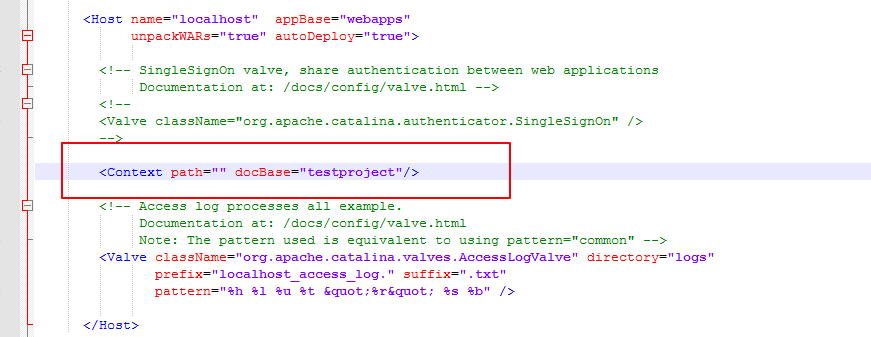 <Host name="localhost"  appBase="webapps"
unpackWARs="true" autoDeploy="true">
<!-- SingleSignOn valve, share authentication between web applications
Documentation at: /docs/config/valve.html -->
<!--
<Valve className="org.apache.catalina.authenticator.SingleSignOn" />
-->
<Context path="" docBase="testproject"/>
<!-- Access log processes all example.
Documentation at: /docs/config/valve.html
Note: The pattern used is equivalent to using pattern="common" -->
<Valve className="org.apache.catalina.valves.AccessLogValve" directory="logs"
prefix="localhost_access_log." suffix=".txt"
pattern="%h %l %u %t &quot;%r&quot; %s %b" />
</Host>